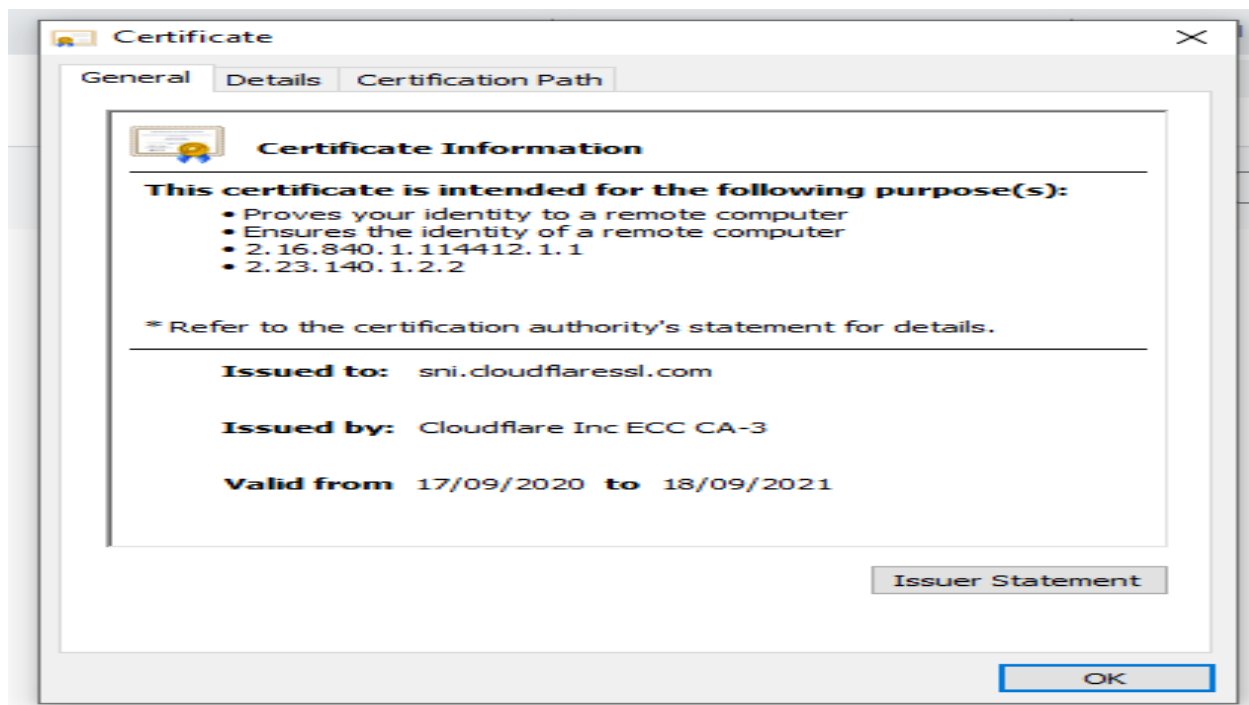 Certificate
General Details Certification Path
Certificate Information
This certificate is intended for the following purpose(s):
• Proves your identity to a remote computer
• Ensures the identity of a remote computer
• 2.16.840.1.114412.1.1
• 2.23.140.1.2.2
* Refer to the certification authority's statement for details.
Issued to: sni.cloudflaressl.com
Issued by: Cloudflare Inc ECC CA-3
Valid from 17/09/2020 to 18/09/2021
Issuer Statement
OK